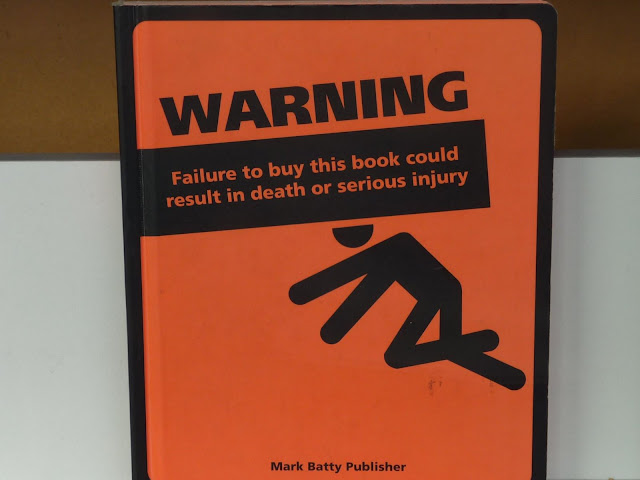 WARNING
Failure to buy this book could
result in death or serious injury
Mark Batty Publisher